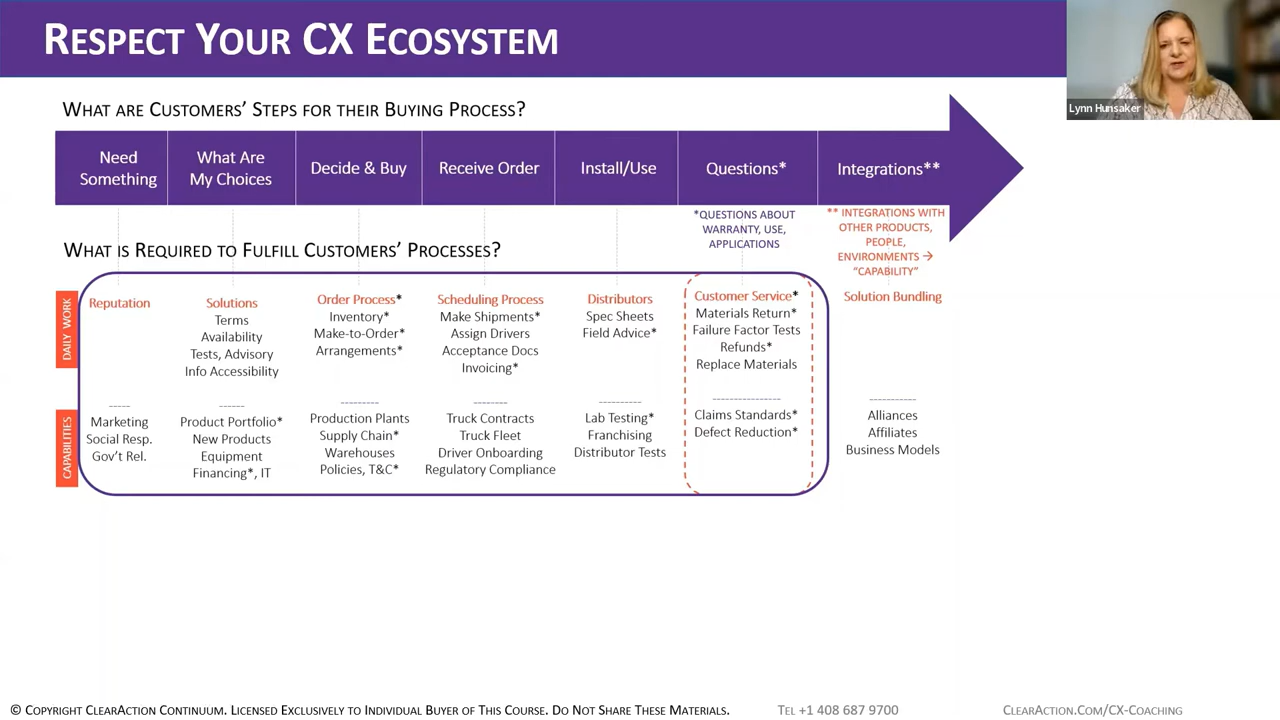 RESPECT YOUR CX ECOSYSTEM
Lynn Hunsaker
WHAT ARE CUSTOMERS' STEPS FOR THEIR BUYING PROCESS?
Need
Something
What Are
My Choices
Decide & Buy
Receive Order
Install/Use
Questions*
Integrations**
*QUESTIONS ABOUT
WARRANTY, USE,
APPLICATIONS
** INTEGRATIONS WITH
OTHER PRODUCTS,
PEOPLE,
ENVIRONMENTS →
"CAPABILITY"
WHAT IS REQUIRED TO FULFILL CUSTOMERS' PROCESSES?
DAILY WORK
Reputation
Solutions
Terms
Availability
Tests, Advisory
Info Accessibility
Order Process*
Inventory*
Make-to-Order*
Arrangements*
Scheduling Process
Make Shipments*
Assign Drivers
Acceptance Docs
Invoicing*
Distributors
Spec Sheets
Field Advice*
Customer Service*
Materials Return*
Failure Factor Tests
Refunds*
Replace Materials
Solution Bundling
CAPABILITIES
-----
Marketing
Social Resp.
Gov't Rel.
------
Product Portfolio*
New Products
Equipment
Financing*, IT
---------
Production Plants
Supply Chain*
Warehouses
Policies, T&C*
--------
Truck Contracts
Truck Fleet
Driver Onboarding
Regulatory Compliance
----------
Lab Testing*
Franchising
Distributor Tests
----------------
Claims Standards*
Defect Reduction*
-----------
Alliances
Affiliates
Business Models
© COPYRIGHT CLEARACTION CONTINUUM. LICENSED EXCLUSIVELY TO INDIVIDUAL BUYER OF THIS COURSE. DO NOT SHARE THESE MATERIALS.
TEL +1 408 687 9700
CLEARACTION.COM/CX-COACHING